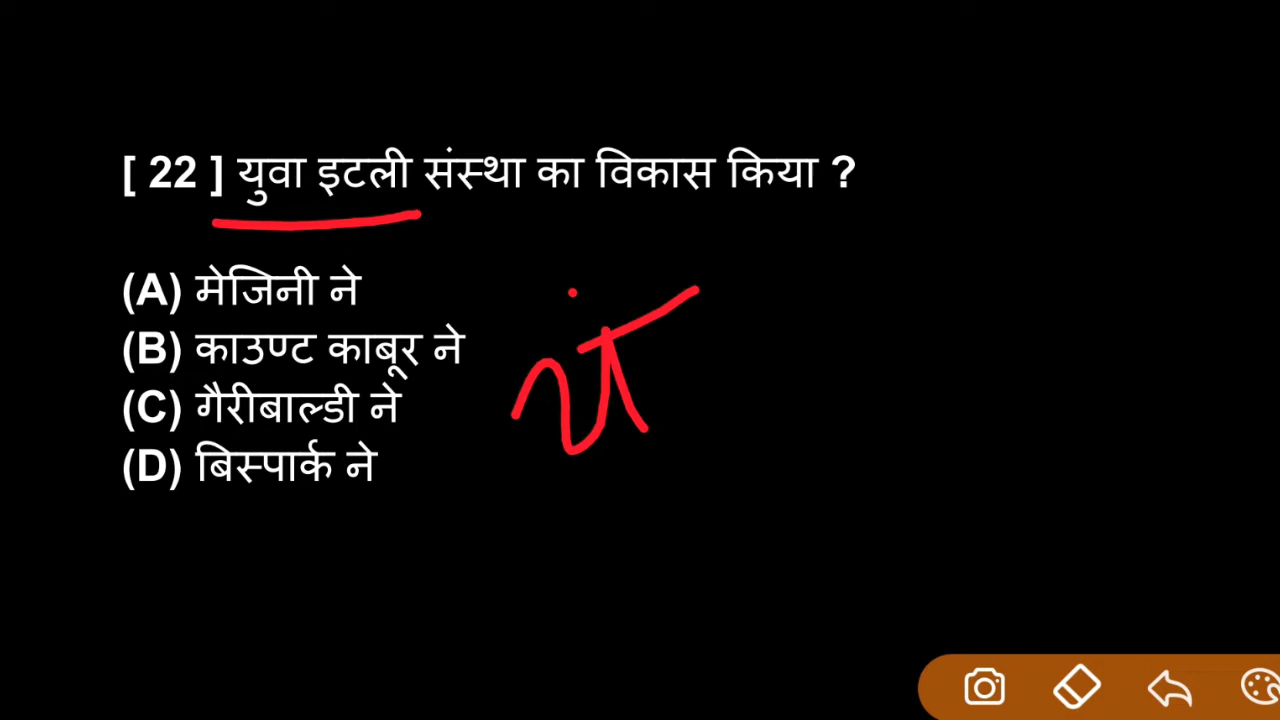 [ 22 ] युवा इटली संस्था का विकास किया ?
(A) मेजिनी ने
(B) काउण्ट काबूर ने
(C) गैरीबाल्डी ने
(D) बिस्पार्क ने